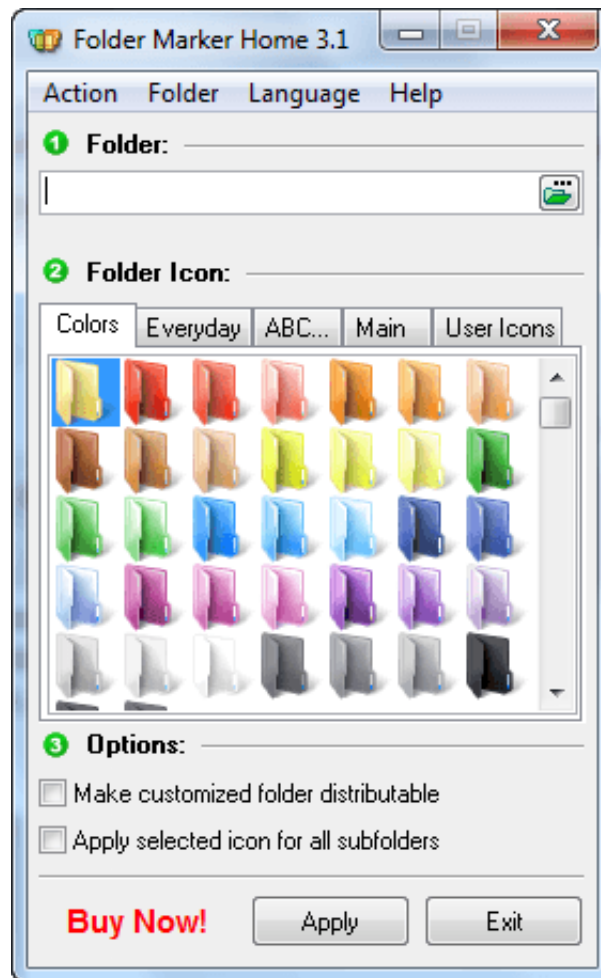 Folder Marker Home 3.1
Action Folder Language Help
1 Folder:
2 Folder Icon:
Colors Everyday ABC... Main User Icons
3 Options:
Make customized folder distributable
Apply selected icon for all subfolders
Buy Now! Apply Exit